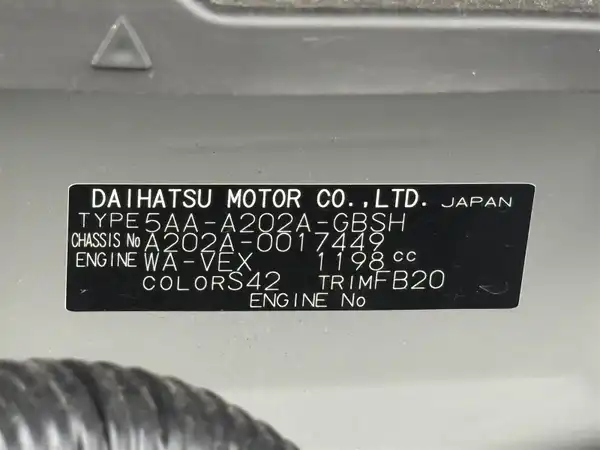 DAIHATSU MOTOR CO.,LTD. JAPAN
TYPE 5AA-A202A-GBSH
CHASSIS No A202A-0017449
ENGINE WA-VEX 1198 cc
COLOR S42 TRIM FB20
ENGINE No